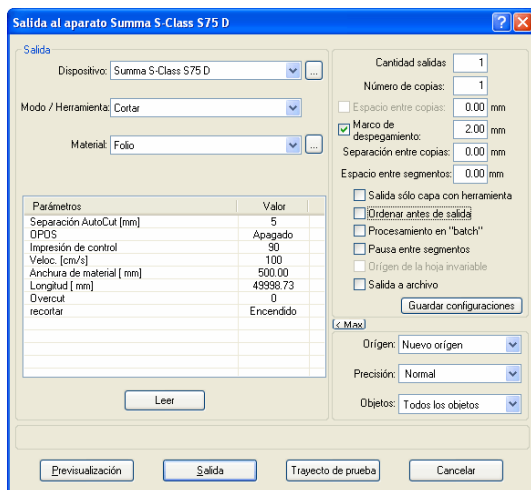 Salida al aparato Summa S-Class S75 D
Salida
Dispositivo: Summa S-Class S75 D ...
Modo / Herramienta: Cortar
Material: Folio ...
Parámetros Valor
Separación AutoCut [mm] 5
OPOS Apagado
Impresión de control 90
Veloc. [cm/s] 100
Anchura de material [ mm] 500.00
Longitud [ mm] 49998.73
Overcut 0
recortar Encendido
Leer
Cantidad salidas 1
Número de copias: 1
Espacio entre copias: 0.00 mm
Marco de
despegamiento: 2.00 mm
Separación entre copias: 0.00 mm
Espacio entre segmentos: 0.00 mm
Salida sólo capa con herramienta
Ordenar antes de salida
Procesamiento en "batch"
Pausa entre segmentos
Orígen de la hoja invariable
Salida a archivo
Guardar configuraciones
< Max
Orígen: Nuevo orígen
Precisión: Normal
Objetos: Todos los objetos
Previsualización Salida Trayecto de prueba Cancelar